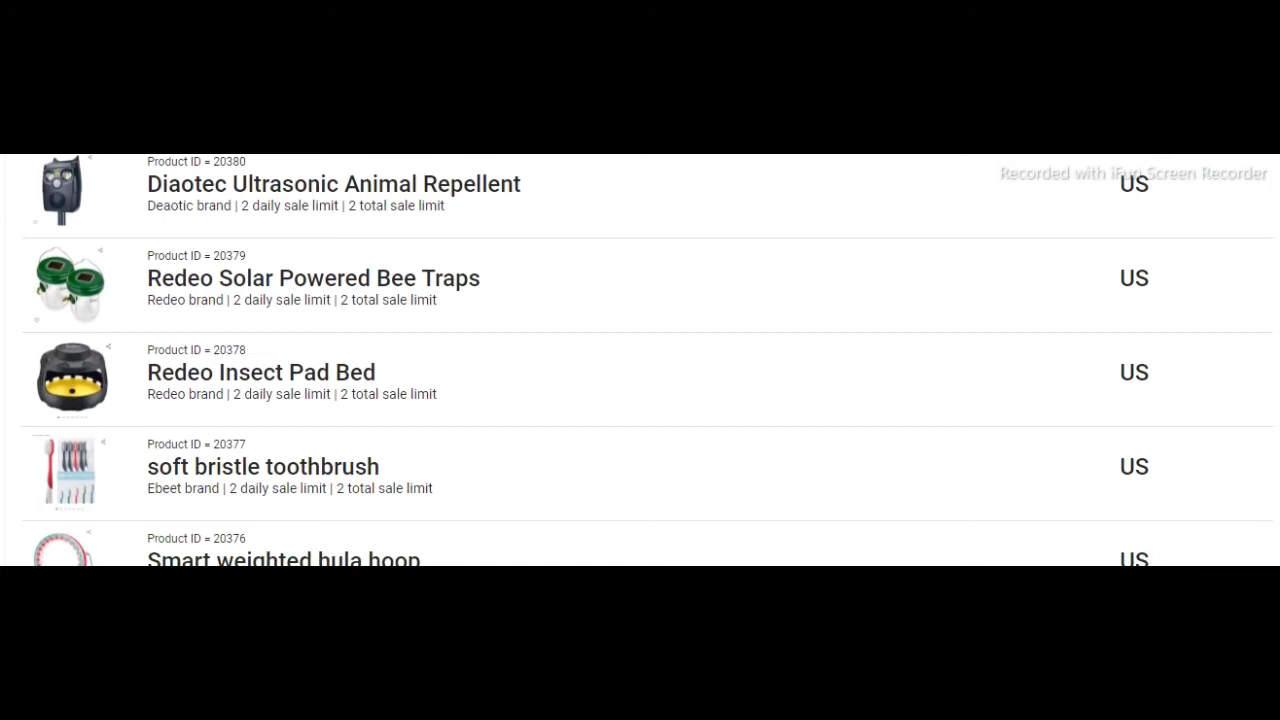 Product ID = 20380
Diaotec Ultrasonic Animal Repellent
Deaotic brand | 2 daily sale limit | 2 total sale limit
US
Recorded with iFun Screen Recorder
Product ID = 20379
Redeo Solar Powered Bee Traps
Redeo brand | 2 daily sale limit | 2 total sale limit
US
Product ID = 20378
Redeo Insect Pad Bed
Redeo brand | 2 daily sale limit | 2 total sale limit
US
Product ID = 20377
soft bristle toothbrush
Ebeet brand | 2 daily sale limit | 2 total sale limit
US
Product ID = 20376
Smart weighted hula hoop
US